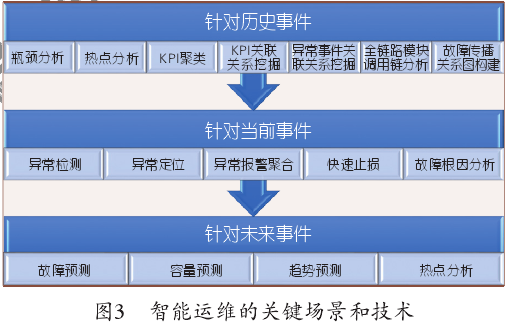 针对历史事件
瓶颈分析
热点分析
KPI聚类
KPI关联
关系挖掘
异常事件关
联关系挖掘
全链路模块
调用链分析
故障传播
关系图构建
针对当前事件
异常检测
异常定位
异常报警聚合
快速止损
故障根因分析
针对未来事件
故障预测
容量预测
趋势预测
热点分析
图3 智能运维的关键场景和技术